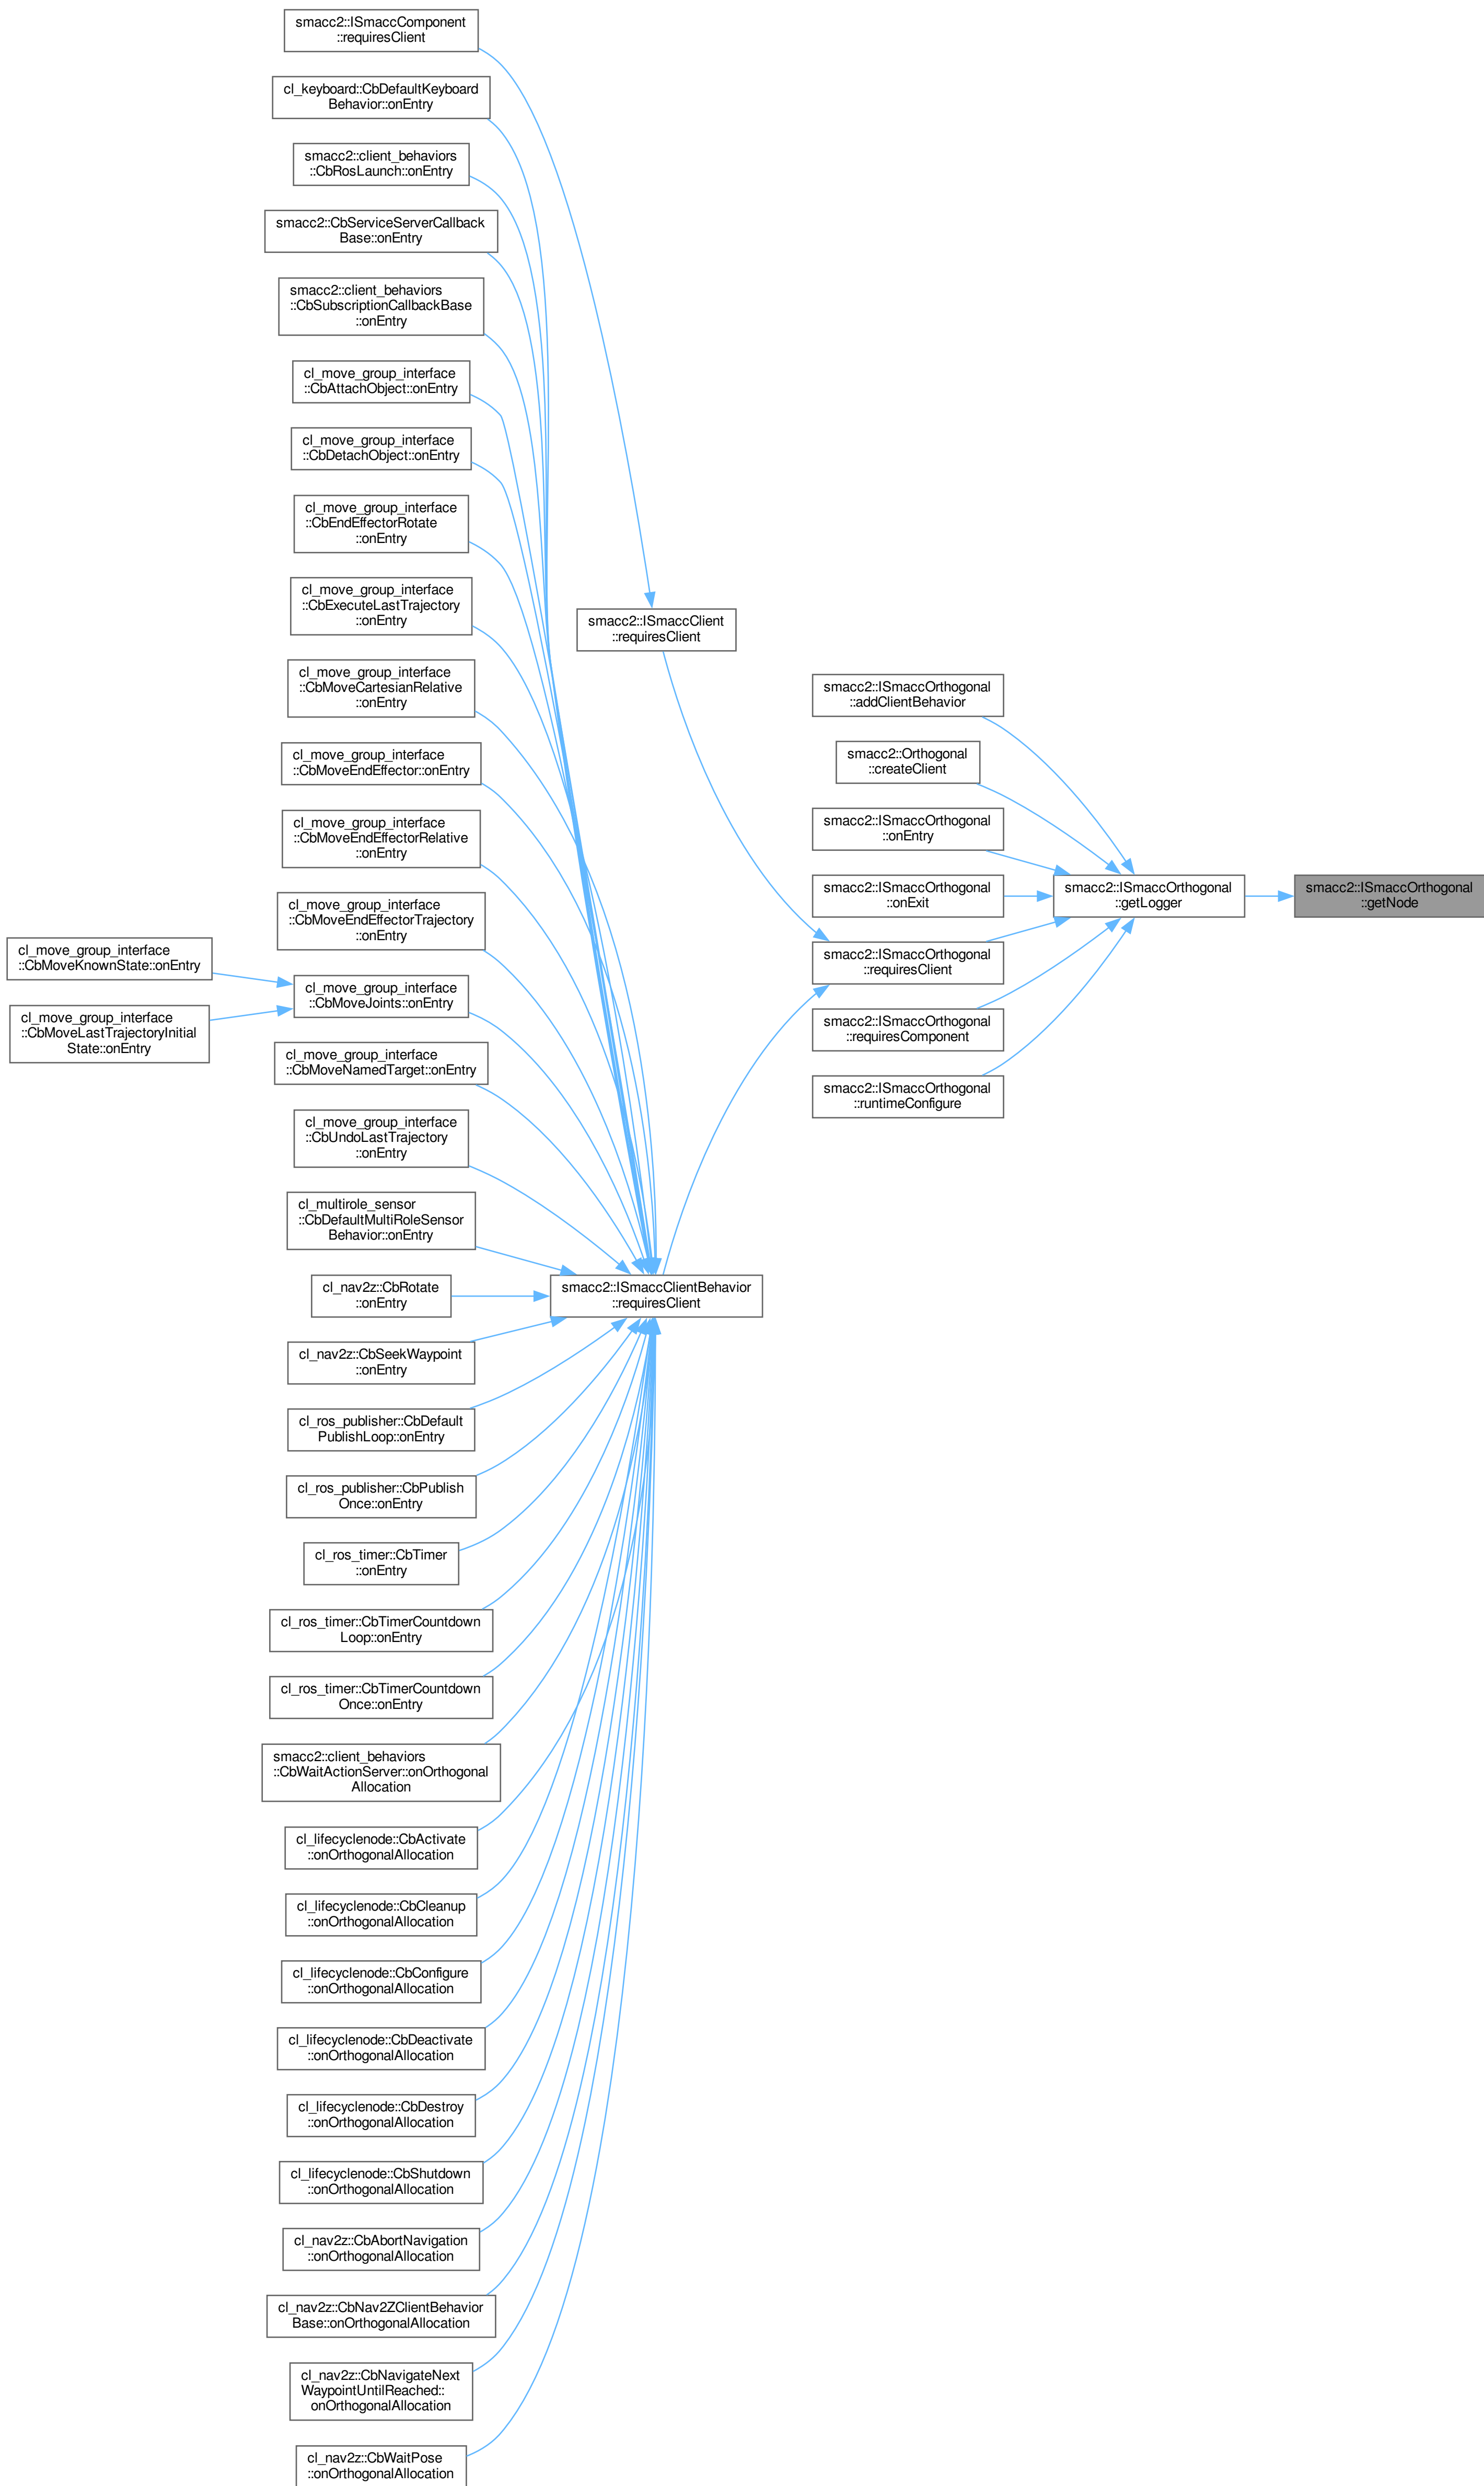 smacc2::ISmaccComponent
::requiresClient
cl_keyboard::CbDefaultKeyboard
Behavior::onEntry
smacc2::client_behaviors
::CbRosLaunch::onEntry
smacc2::CbServiceServerCallback
Base::onEntry
smacc2::client_behaviors
::CbSubscriptionCallbackBase
::onEntry
cl_move_group_interface
::CbAttachObject::onEntry
cl_move_group_interface
::CbDetachObject::onEntry
cl_move_group_interface
::CbEndEffectorRotate
::onEntry
cl_move_group_interface
::CbExecuteLastTrajectory
::onEntry
cl_move_group_interface
::CbMoveCartesianRelative
::onEntry
cl_move_group_interface
::CbMoveEndEffector::onEntry
cl_move_group_interface
::CbMoveEndEffectorRelative
::onEntry
cl_move_group_interface
::CbMoveEndEffectorTrajectory
::onEntry
cl_move_group_interface
::CbMoveKnownState::onEntry
cl_move_group_interface
::CbMoveLastTrajectoryInitial
State::onEntry
cl_move_group_interface
::CbMoveJoints::onEntry
cl_move_group_interface
::CbMoveNamedTarget::onEntry
cl_move_group_interface
::CbUndoLastTrajectory
::onEntry
cl_multirole_sensor
::CbDefaultMultiRoleSensor
Behavior::onEntry
cl_nav2z::CbRotate
::onEntry
cl_nav2z::CbSeekWaypoint
::onEntry
cl_ros_publisher::CbDefault
PublishLoop::onEntry
cl_ros_publisher::CbPublish
Once::onEntry
cl_ros_timer::CbTimer
::onEntry
cl_ros_timer::CbTimerCountdown
Loop::onEntry
cl_ros_timer::CbTimerCountdown
Once::onEntry
smacc2::client_behaviors
::CbWaitActionServer::onOrthogonal
Allocation
cl_lifecyclenode::CbActivate
::onOrthogonalAllocation
cl_lifecyclenode::CbCleanup
::onOrthogonalAllocation
cl_lifecyclenode::CbConfigure
::onOrthogonalAllocation
cl_lifecyclenode::CbDeactivate
::onOrthogonalAllocation
cl_lifecyclenode::CbDestroy
::onOrthogonalAllocation
cl_lifecyclenode::CbShutdown
::onOrthogonalAllocation
cl_nav2z::CbAbortNavigation
::onOrthogonalAllocation
cl_nav2z::CbNav2ZClientBehavior
Base::onOrthogonalAllocation
cl_nav2z::CbNavigateNext
WaypointUntilReached::
onOrthogonalAllocation
cl_nav2z::CbWaitPose
::onOrthogonalAllocation
smacc2::ISmaccClient
::requiresClient
smacc2::ISmaccClientBehavior
::requiresClient
smacc2::ISmaccOrthogonal
::addClientBehavior
smacc2::Orthogonal
::createClient
smacc2::ISmaccOrthogonal
::onEntry
smacc2::ISmaccOrthogonal
::onExit
smacc2::ISmaccOrthogonal
::requiresClient
smacc2::ISmaccOrthogonal
::requiresComponent
smacc2::ISmaccOrthogonal
::runtimeConfigure
smacc2::ISmaccOrthogonal
::getLogger
smacc2::ISmaccOrthogonal
::getNode